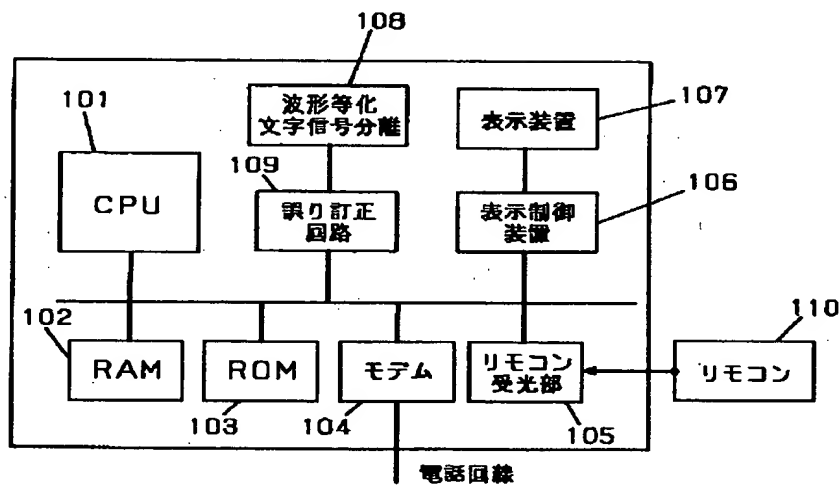 108
101
波形等化
文字信号分離
表示装置
107
109
106
CPU
誤り訂正
回路
表示制御
装置
102
110
RAM
ROM
モデム
リモコン
受光部
リモコン
103
104
105
電話回線